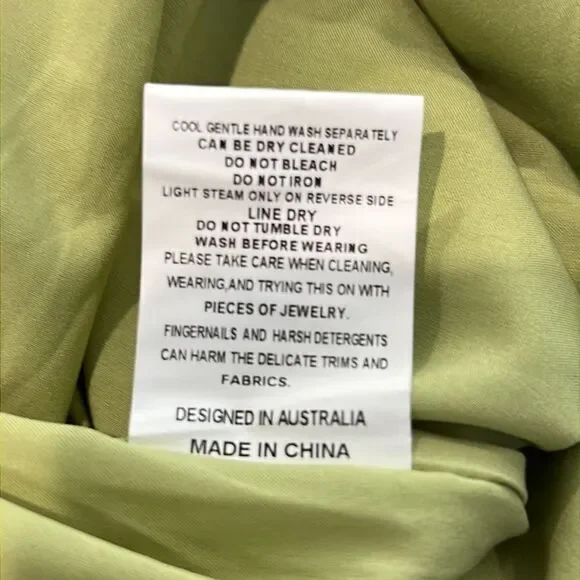 COOL GENTLE HAND WASH SEPARATELY
CAN BE DRY CLEANED
DO NOT BLEACH
DO NOT IRON
LIGHT STEAM ONLY ON REVERSE SIDE
LINE DRY
DO NOT TUMBLE DRY
WASH BEFORE WEARING
PLEASE TAKE CARE WHEN CLEANING,
WEARING,AND TRYING THIS ON WITH
PIECES OF JEWELRY.
FINGERNAILS AND HARSH DETERGENTS
CAN HARM THE DELICATE TRIMS AND
FABRICS.
DESIGNED IN AUSTRALIA
MADE IN CHINA